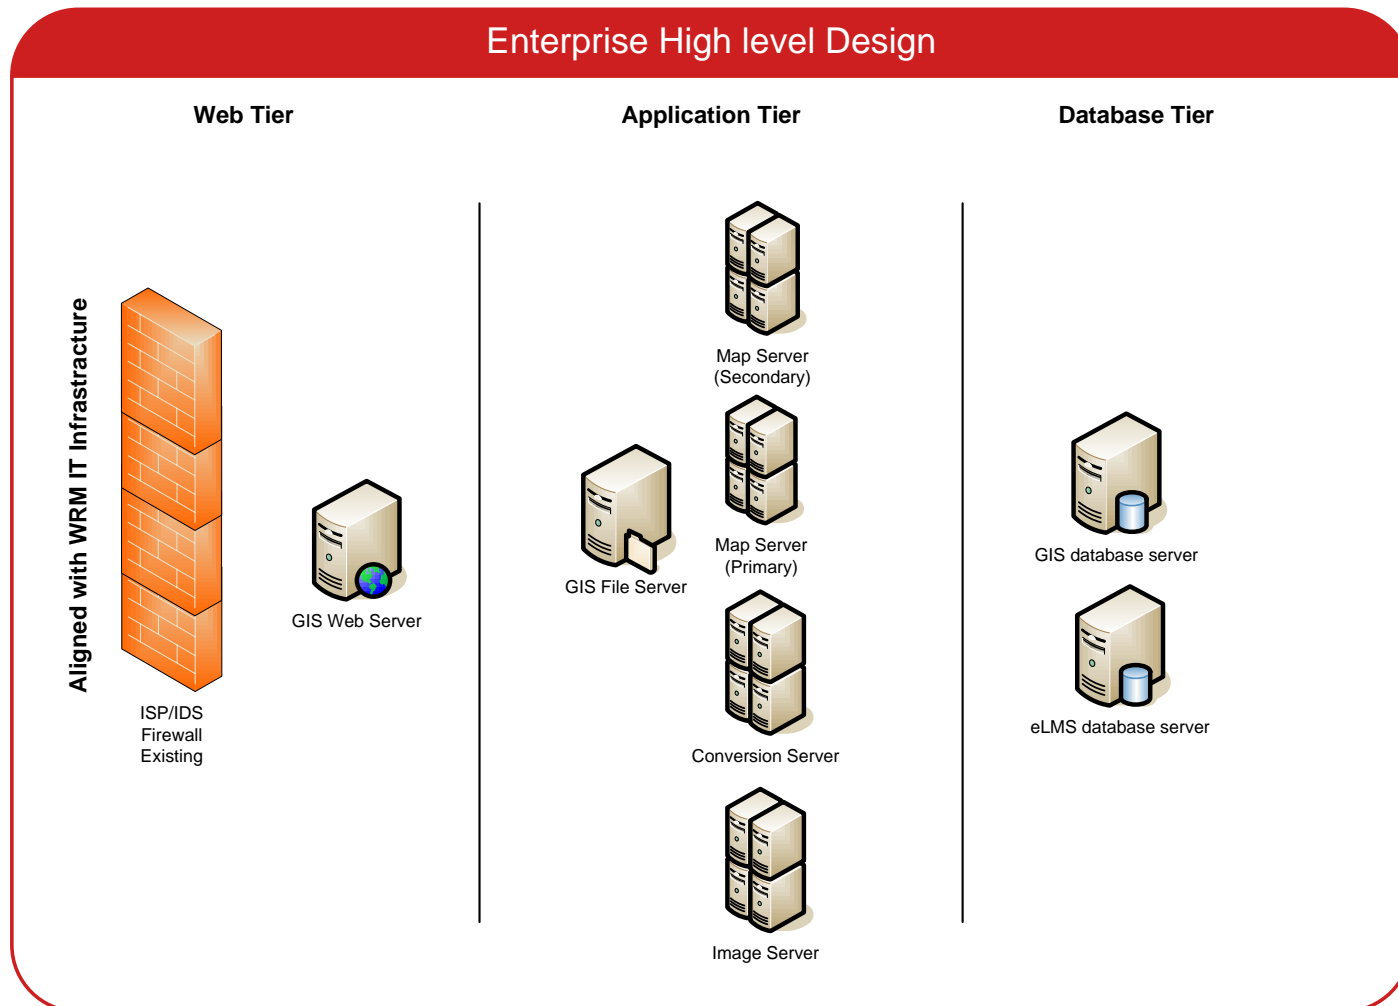 Enterprise High level Design
Web Tier
Application Tier
Database Tier
Aligned with WRM IT Infrastracture
ISP/IDS
Firewall
Existing
GIS Web Server
GIS File Server
Map Server
(Secondary)
Map Server
(Primary)
Conversion Server
Image Server
GIS database server
eLMS database server